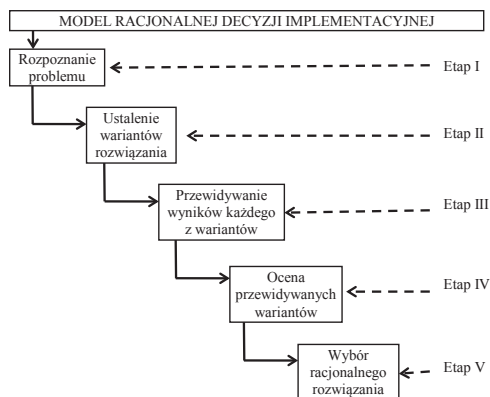 MODEL RACJONALNEJ DECYZJI IMPLEMENTACYJNEJ
Rozpoznanie
problemu
Etap I
Ustalenie
wariantów
rozwiązania
Etap II
Przewidywanie
wyników każdego
z wariantów
Etap III
Ocena
przewidywanych
wariantów
Etap IV
Wybór
racjonalnego
rozwiązania
Etap V